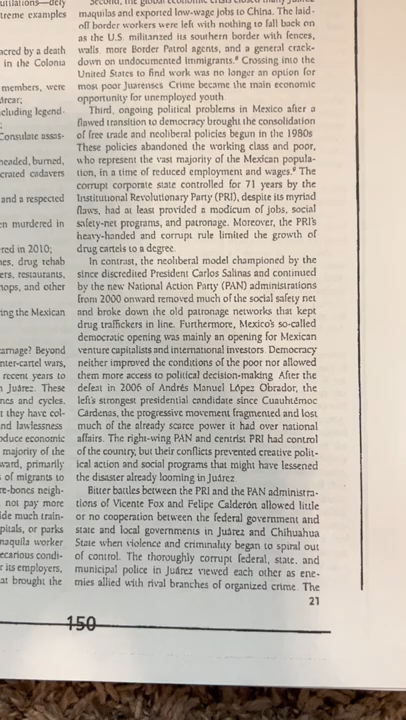 utilations—defy
treme examples
acred by a death
in the Colonia
members, were
cluding legend-
Consulate assas-
headed, burned,
cerated cadavers
and a respected
en murdered in
red in 2010;
nes, drug rehab
ers, restaurants,
hops, and other
ing the Mexican
arnage? Beyond
nter-cartel wars,
recent years to
n Juárez. These
nes and cycles,
t they have col-
nd lawlessness
oduce economic
majority of the
ward, primarily
s of migrants to
re-bones neigh-
not pay more
ide much train-
pitals, or parks
maquila worker
ecarious condi-
r its employers,
at brought the
maquilas and exported low-wage jobs to China. The laid-
off border workers were left with nothing to fall back on
as the U.S. militarized its southern border with fences,
walls, more Border Patrol agents, and a general crack-
down on undocumented immigrants.⁸ Crossing into the
United States to find work was no longer an option for
most poor Juarenses Crime became the main economic
opportunity for unemployed youth
Third, ongoing political problems in Mexico after a
flawed transition to democracy brought the consolidation
of free trade and neoliberal policies begun in the 1980s
These policies abandoned the working class and poor,
who represent the vast majority of the Mexican popula-
tion, in a time of reduced employment and wages.⁹ The
corrupt corporate state controlled for 71 years by the
Institutional Revolutionary Party (PRI), despite its myriad
flaws, had at least provided a modicum of jobs, social
safety-net programs, and patronage. Moreover, the PRI's
heavy-handed and corrupt rule limited the growth of
drug cartels to a degree.
In contrast, the neoliberal model championed by the
since discredited President Carlos Salinas and continued
by the new National Action Party (PAN) administrations
from 2000 onward removed much of the social safety net
and broke down the old patronage networks that kept
drug traffickers in line. Furthermore, Mexico's so-called
democratic opening was mainly an opening for Mexican
venture capitalists and international investors Democracy
neither improved the conditions of the poor nor allowed
them more access to political decision-making After the
defeat in 2006 of Andrés Manuel López Obrador, the
left's strongest presidential candidate since Cuauhtémoc
Cárdenas, the progressive movement fragmented and lost
much of the already scarce power it had over national
affairs. The right-wing PAN and centrist PRI had control
of the country, but their conflicts prevented creative polit-
ical action and social programs that might have lessened
the disaster already looming in Juárez
Bitter battles between the PRI and the PAN administra-
tions of Vicente Fox and Felipe Calderón allowed little
or no cooperation between the federal government and
state and local governments in Juárez and Chihuahua
State when violence and criminality began to spiral out
of control. The thoroughly corrupt federal, state, and
municipal police in Juárez viewed each other as ene-
mies allied with rival branches of organized crime. The
21
150